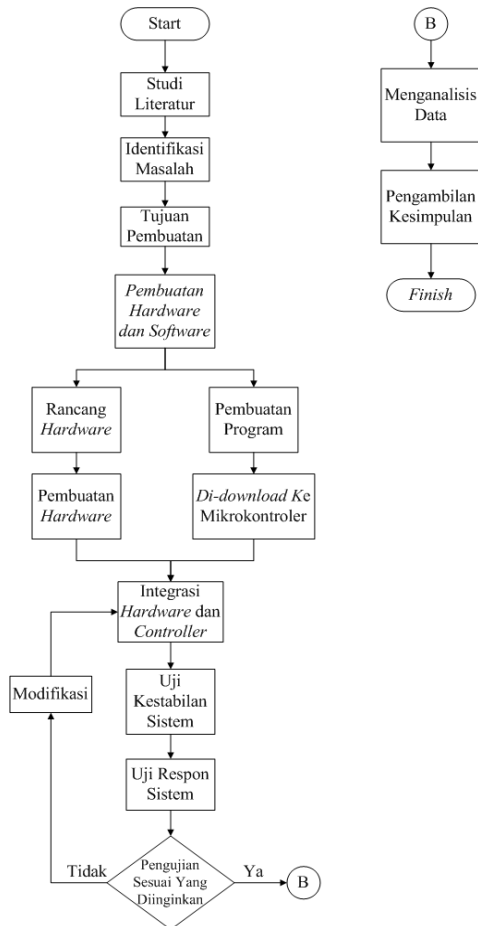 Start
Studi
Literatur
Identifikasi
Masalah
Tujuan
Pembuatan
Pembuatan
Hardware
dan Software
Rancang
Hardware
Pembuatan
Hardware
Pembuatan
Program
Di-download Ke
Mikrokontroler
Integrasi
Hardware dan
Controller
Modifikasi
Uji
Kestabilan
Sistem
Uji Respon
Sistem
Pengujian
Sesuai Yang
Diinginkan
Tidak
Ya
B
B
Menganalisis
Data
Pengambilan
Kesimpulan
Finish